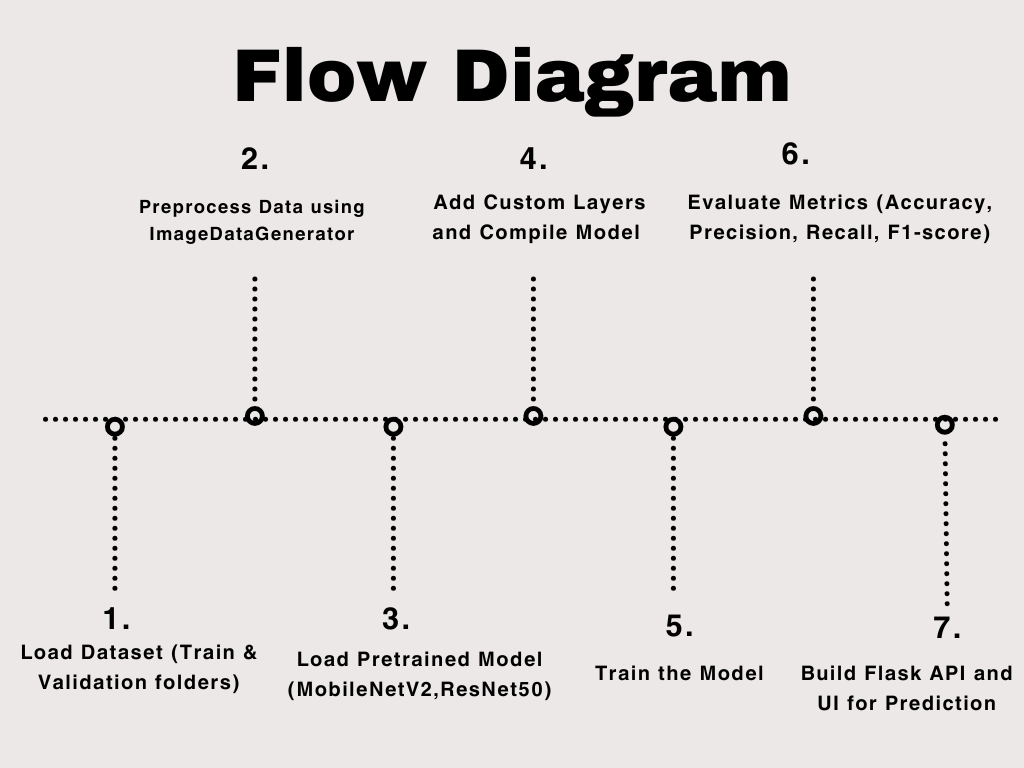 Flow Diagram
1.
Load Dataset (Train &
Validation folders)
2.
Preprocess Data using
ImageDataGenerator
3.
Load Pretrained Model
(MobileNetV2,ResNet50)
4.
Add Custom Layers
and Compile Model
5.
Train the Model
6.
Evaluate Metrics (Accuracy,
Precision, Recall, F1-score)
7.
Build Flask API and
UI for Prediction